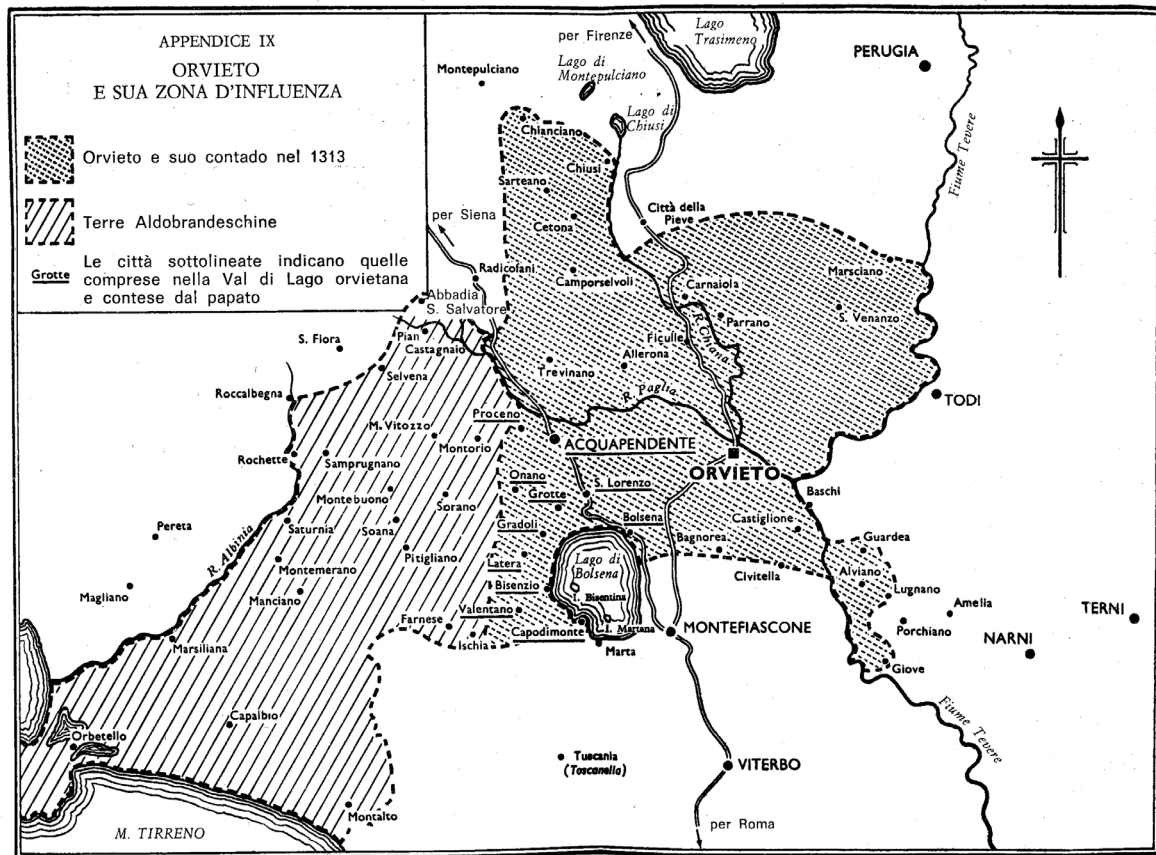 APPENDICE IX
ORVIETO
E SUA ZONA D'INFLUENZA
Orvieto e suo contado nel 1313
Terre Aldobrandeschine
Grotte
Le città sottolineate indicano quelle
comprese nella Val di Lago orvietana
e contese dal papato
per Firenze
Lago
Trasimeno
PERUGIA
Montepulciano
Lago di
Montepulciano
Lago di
Chiusi
Chianciano
Chiusi
Fiume Tevere
Sarteano
per Siena
Cetona
Città della
Pieve
Radicofani
Camporselvoli
Marsciano
Abbadia
S. Salvatore
Carnaiola
Parrano
S. Venanzo
R. Chiana
S. Fiora
Pian
Castagnaio
Ficulle
Allerona
Trevinano
Selvena
R. Paglia
Roccalbegna
TODI
Proceno
M. Vitozzo
Montorio
ACQUAPENDENTE
ORVIETO
Rochette
Samprugnano
Onano
S. Lorenzo
Baschi
Montebuono
Sorano
Grotte
Pereta
Saturnia
Soana
Gradoli
Bolsena
Castiglione
R. Albinia
Bagnorea
Guardea
Pitigliano
Latera
Lago di
Bolsena
Montemerano
Civitella
Alviano
Magliano
Manciano
Bisenzio
I. Bisentina
Lugnano
Amelia
TERNI
Valentano
Farnese
I. Martana
Porchiano
Capodimonte
MONTEFIASCONE
NARNI
Marsiliana
Ischia
Marta
Giove
Capalbio
Fiume Tevere
Orbetello
Tuscania
(Toscanella)
VITERBO
Montalto
M. TIRRENO
per Roma